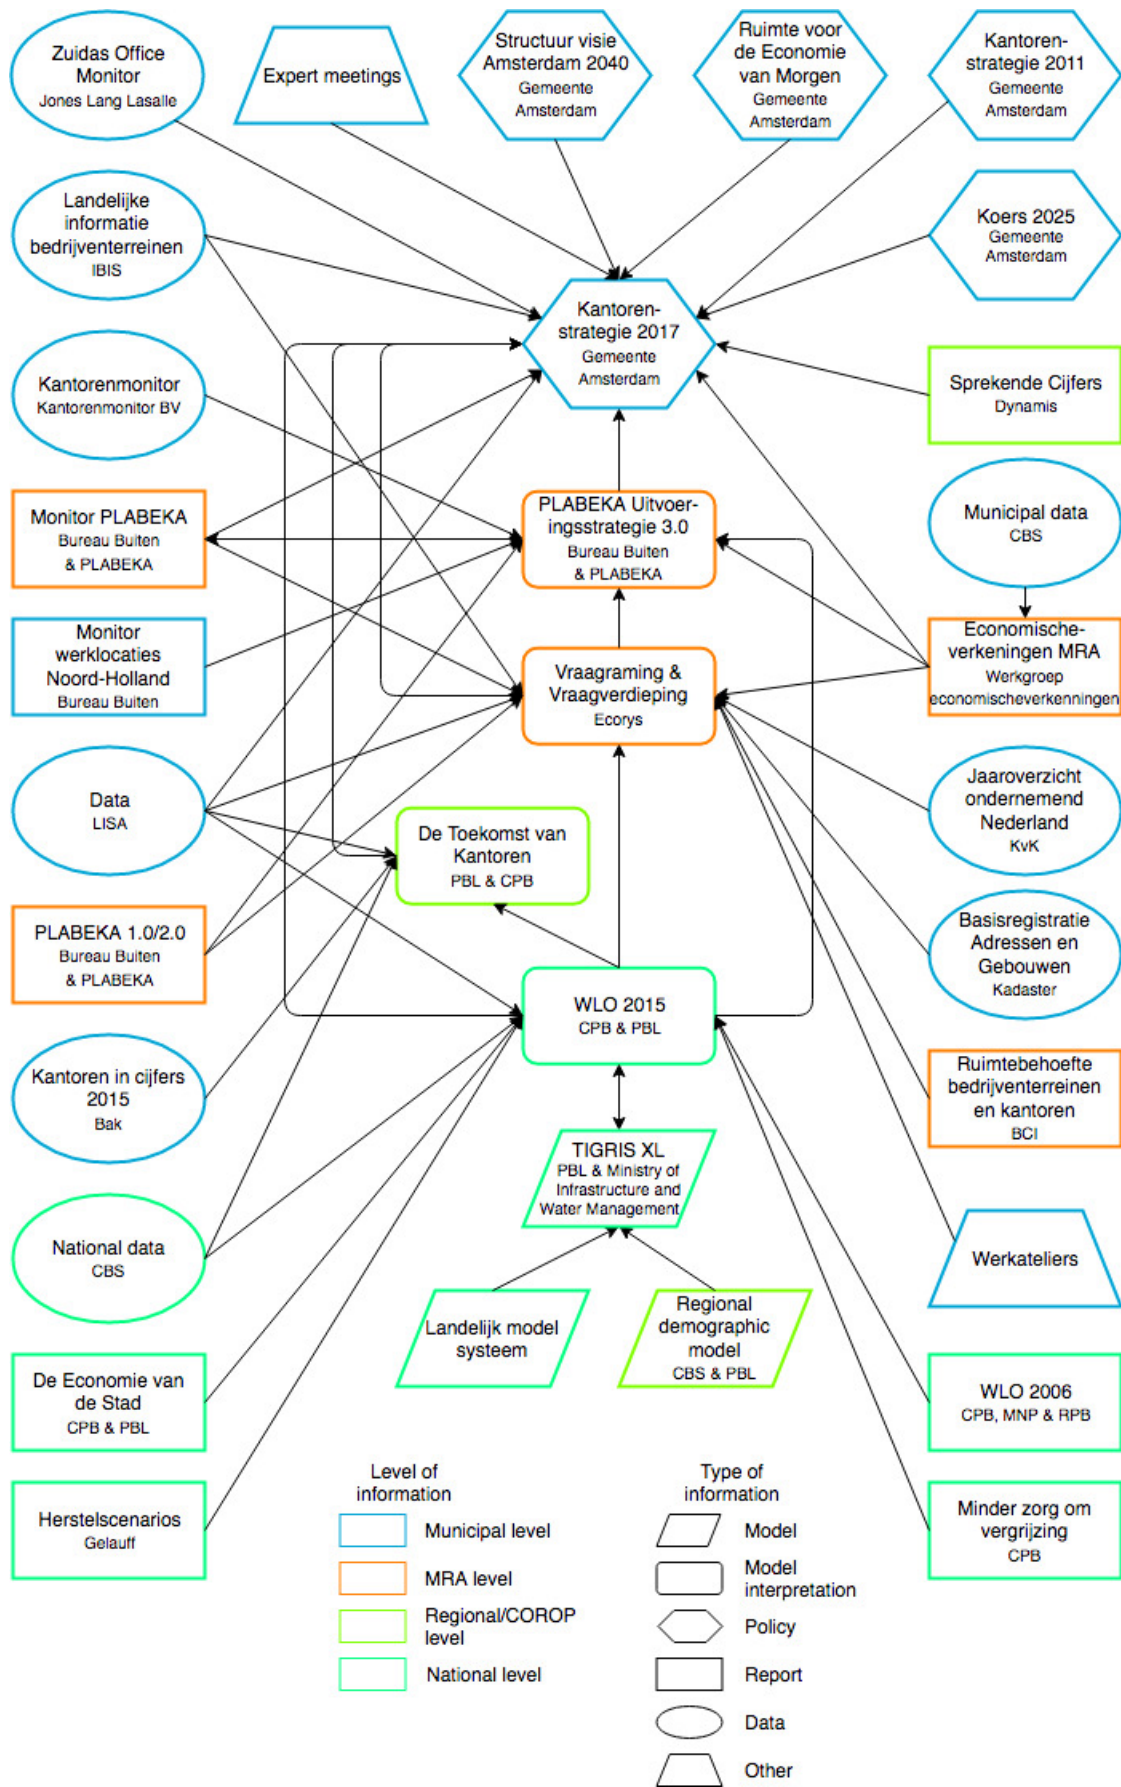 Zuidas Office
Monitor
Jones Lang Lasalle
Expert meetings
Structuur visie
Amsterdam 2040
Gemeente
Amsterdam
Ruimte voor
de Economie
van Morgen
Gemeente
Amsterdam
Kantoren-
strategie 2011
Gemeente
Amsterdam
Landelijke
informatie
bedrijventerreinen
IBIS
Koers 2025
Gemeente
Amsterdam
Kantoren-
strategie 2017
Gemeente
Amsterdam
Kantorenmonitor
Kantorenmonitor BV
Sprekende Cijfers
Dynamis
Monitor PLABEKA
Bureau Buiten
& PLABEKA
PLABEKA Uitvoer-
ingsstrategie 3.0
Bureau Buiten
& PLABEKA
Municipal data
CBS
Monitor
werklocaties
Noord-Holland
Bureau Buiten
Vraagraming &
Vraagverdieping
Ecorys
Economische-
verkeningen MRA
Werkgroep
economischeverkenningen
Data
LISA
De Toekomst van
Kantoren
PBL & CPB
Jaaroverzicht
ondernemend
Nederland
KvK
PLABEKA 1.0/2.0
Bureau Buiten
& PLABEKA
Basisregistratie
Adressen en
Gebouwen
Kadaster
WLO 2015
CPB & PBL
Kantoren in cijfers
2015
Bak
Ruimtebehoefte
bedrijventerreinen
en kantoren
BCI
TIGRIS XL
PBL & Ministry of
Infrastructure and
Water Management
National data
CBS
Werkateliers
Landelijk model
systeem
Regional
demographic
model
CBS & PBL
De Economie van
de Stad
CPB & PBL
WLO 2006
CPB, MNP & RPB
Herstelscenarios
Gelauff
Minder zorg om
vergrijzing
CPB
Level of
information
Municipal level
MRA level
Regional/COROP
level
National level
Type of
information
Model
Model
interpretation
Policy
Report
Data
Other